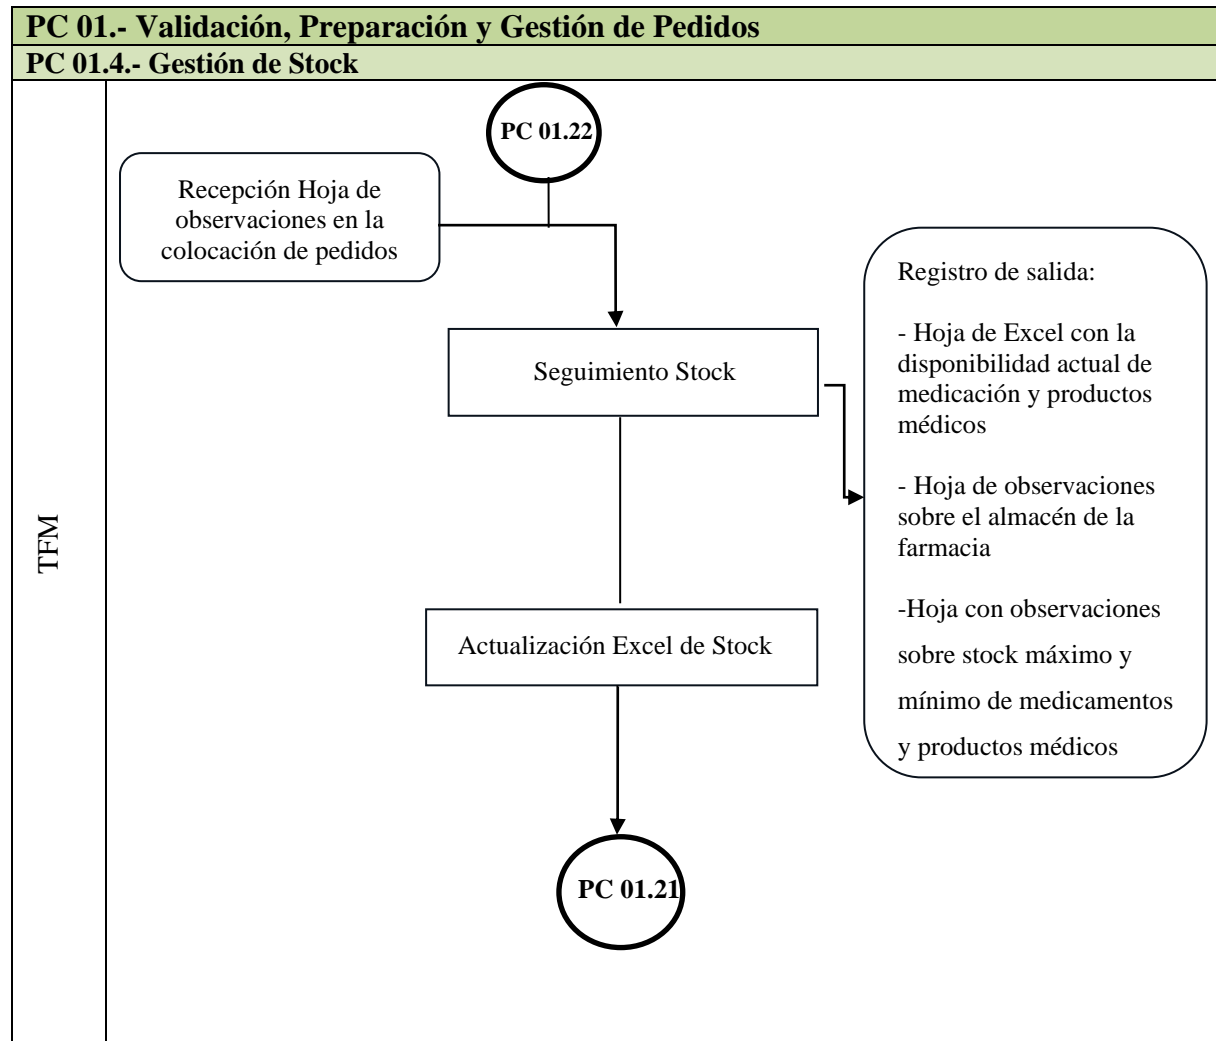 PC 01.- Validación, Preparación y Gestión de Pedidos
PC 01.4.- Gestión de Stock
TFM
PC 01.22
Recepción Hoja de
observaciones en la
colocación de pedidos
Seguimiento Stock
Registro de salida:
- Hoja de Excel con la
disponibilidad actual de
medicación y productos
médicos
- Hoja de observaciones
sobre el almacén de la
farmacia
-Hoja con observaciones
sobre stock máximo y
mínimo de medicamentos
y productos médicos
Actualización Excel de Stock
PC 01.21